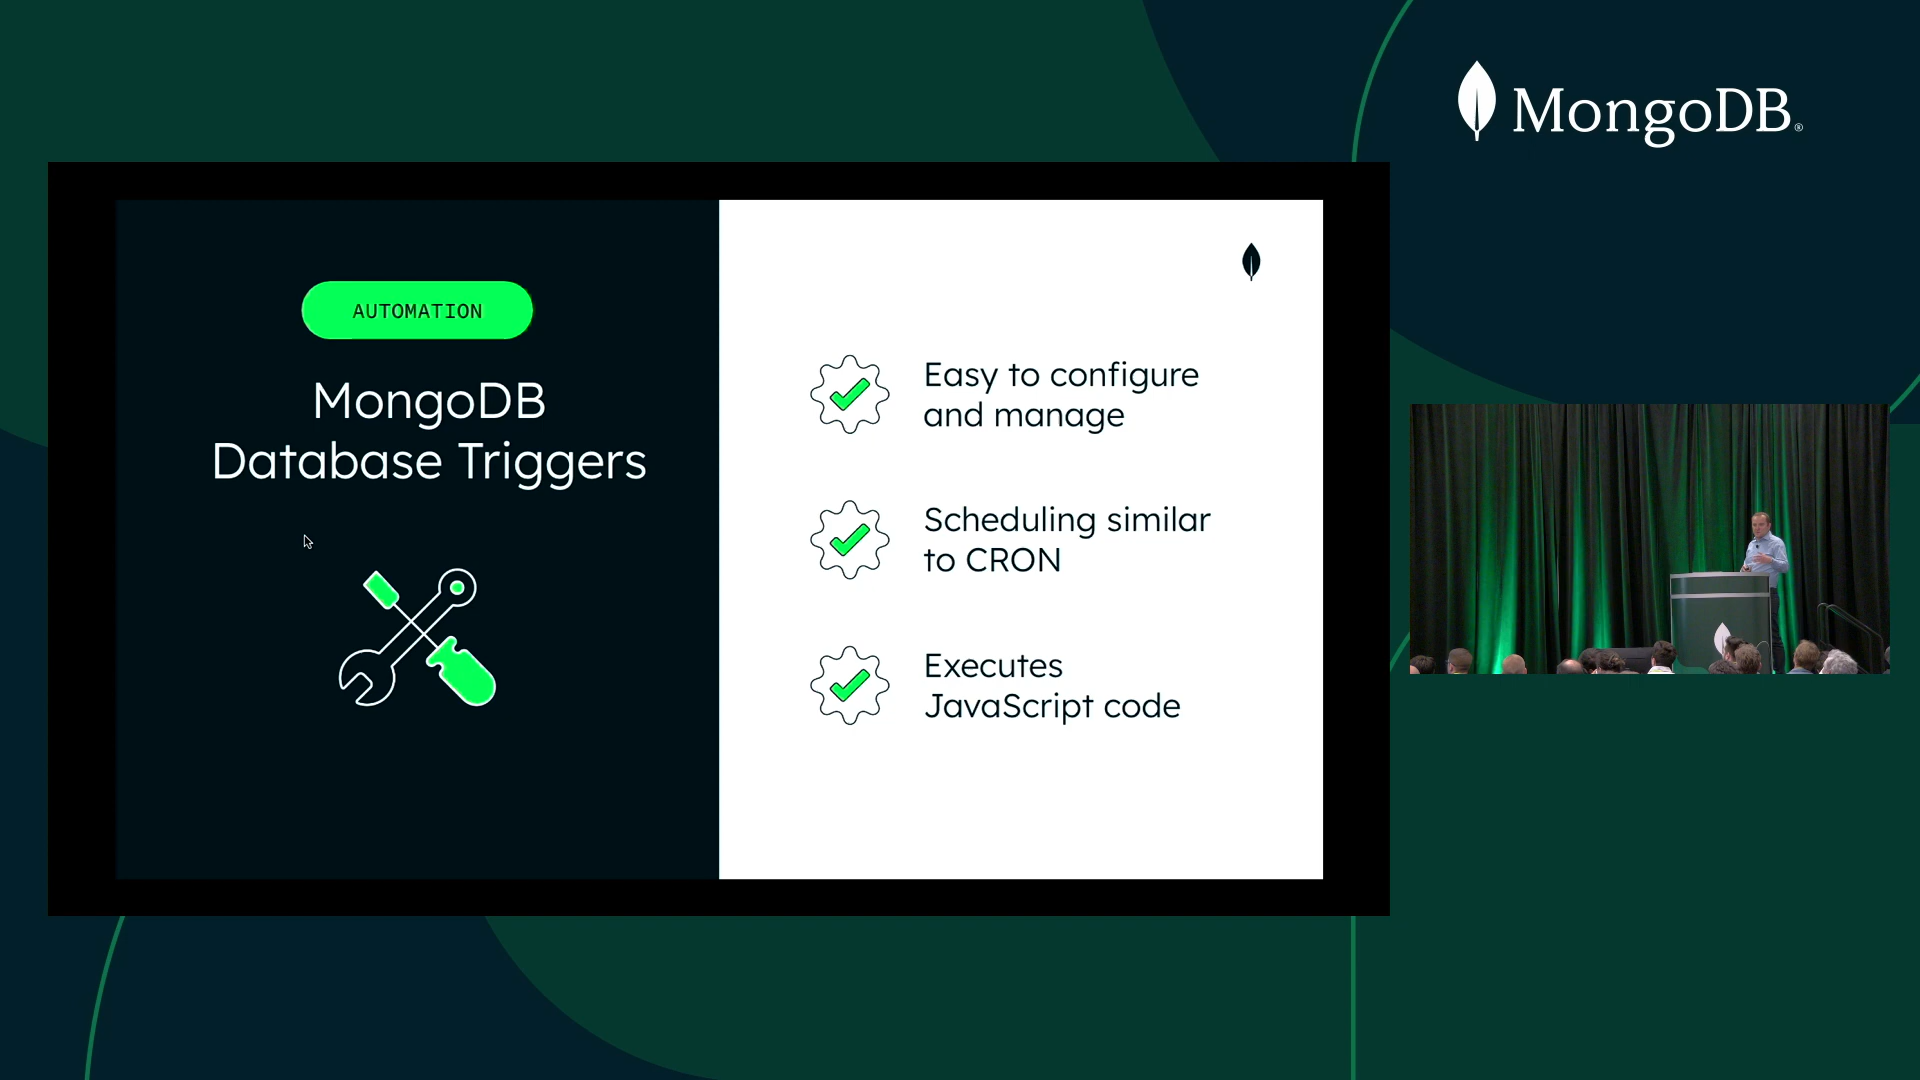 MongoDB®
AUTOMATION
MongoDB
Database Triggers
Easy to configure
and manage
Scheduling similar
to CRON
Executes
JavaScript code